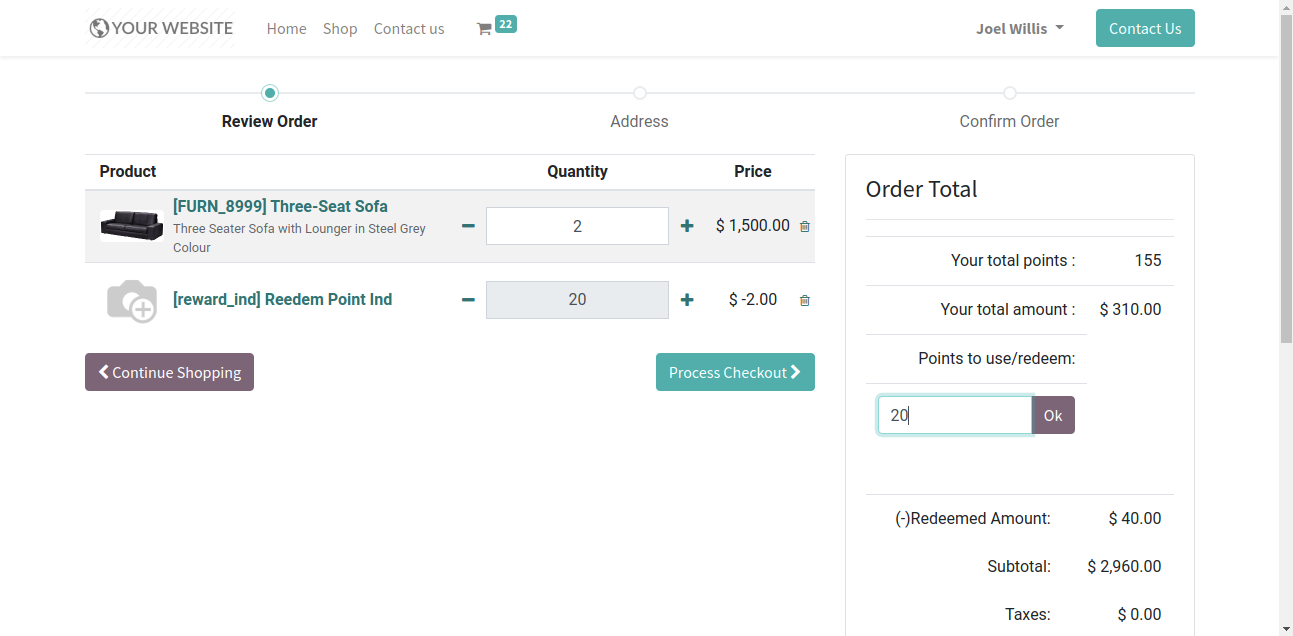 YOUR WEBSITE
Home
Shop
Contact us
22
Joel Willis
Contact Us
Review Order
Address
Confirm Order
Product
Quantity
Price
[FURN_8999] Three-Seat Sofa
Three Seater Sofa with Lounger in Steel Grey
Colour
2
$ 1,500.00
[reward_ind] Reedem Point Ind
20
$ -2.00
Continue Shopping
Process Checkout
Order Total
Your total points : 155
Your total amount : $ 310.00
Points to use/redeem:
20
Ok
(-)Redeemed Amount: $ 40.00
Subtotal: $ 2,960.00
Taxes: $ 0.00